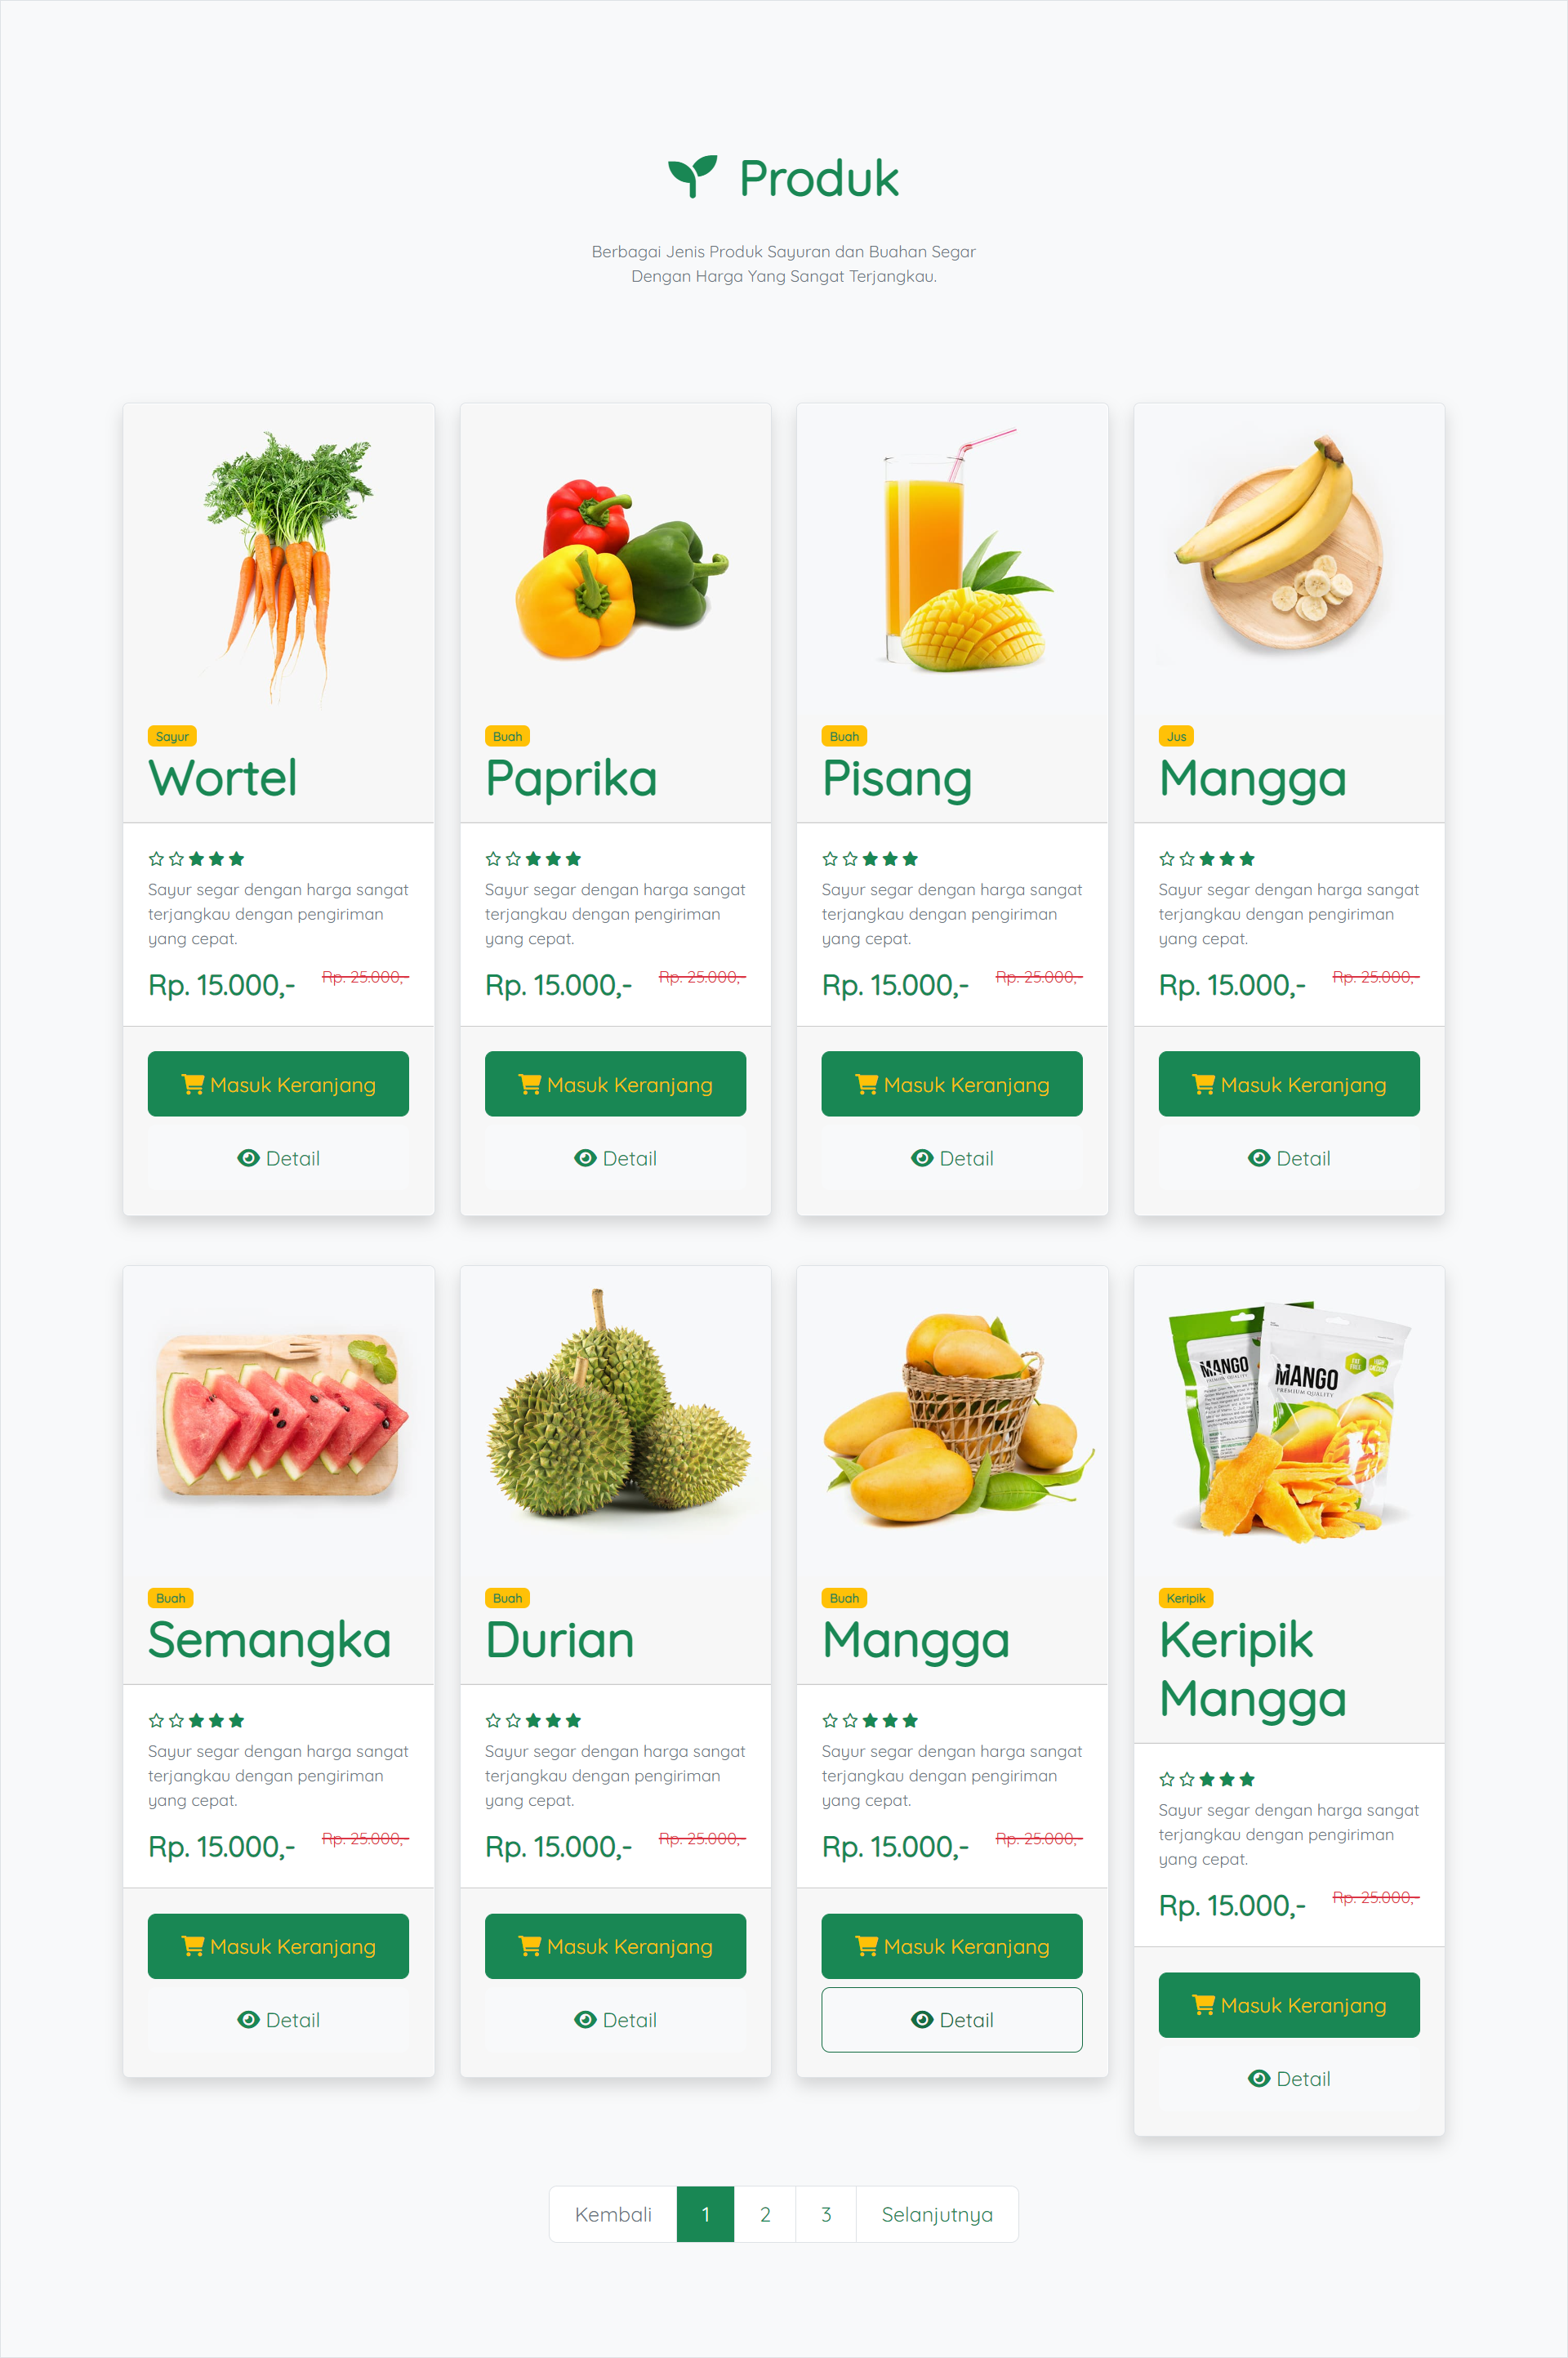 Produk
Berbagai Jenis Produk Sayuran dan Buahan Segar
Dengan Harga Yang Sangat Terjangkau.
Sayur
Wortel
Sayur segar dengan harga sangat
terjangkau dengan pengiriman
yang cepat.
Rp. 15.000,- Rp. 25.000,-
Masuk Keranjang
Detail
Buah
Paprika
Sayur segar dengan harga sangat
terjangkau dengan pengiriman
yang cepat.
Rp. 15.000,- Rp. 25.000,-
Masuk Keranjang
Detail
Buah
Pisang
Sayur segar dengan harga sangat
terjangkau dengan pengiriman
yang cepat.
Rp. 15.000,- Rp. 25.000,-
Masuk Keranjang
Detail
Jus
Mangga
Sayur segar dengan harga sangat
terjangkau dengan pengiriman
yang cepat.
Rp. 15.000,- Rp. 25.000,-
Masuk Keranjang
Detail
Buah
Semangka
Sayur segar dengan harga sangat
terjangkau dengan pengiriman
yang cepat.
Rp. 15.000,- Rp. 25.000,-
Masuk Keranjang
Detail
Buah
Durian
Sayur segar dengan harga sangat
terjangkau dengan pengiriman
yang cepat.
Rp. 15.000,- Rp. 25.000,-
Masuk Keranjang
Detail
Buah
Mangga
Sayur segar dengan harga sangat
terjangkau dengan pengiriman
yang cepat.
Rp. 15.000,- Rp. 25.000,-
Masuk Keranjang
Detail
MANGO
MANGO
PREMIUM QUALITY
Keripik
Keripik
Mangga
Sayur segar dengan harga sangat
terjangkau dengan pengiriman
yang cepat.
Rp. 15.000,- Rp. 25.000,-
Masuk Keranjang
Detail
Kembali 1 2 3 Selanjutnya